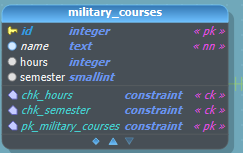 military_courses
id integer « pk »
name text « nn »
hours integer
semester smallint
chk_hours constraint « ck »
chk_semester constraint « ck »
pk_military_courses constraint « pk »